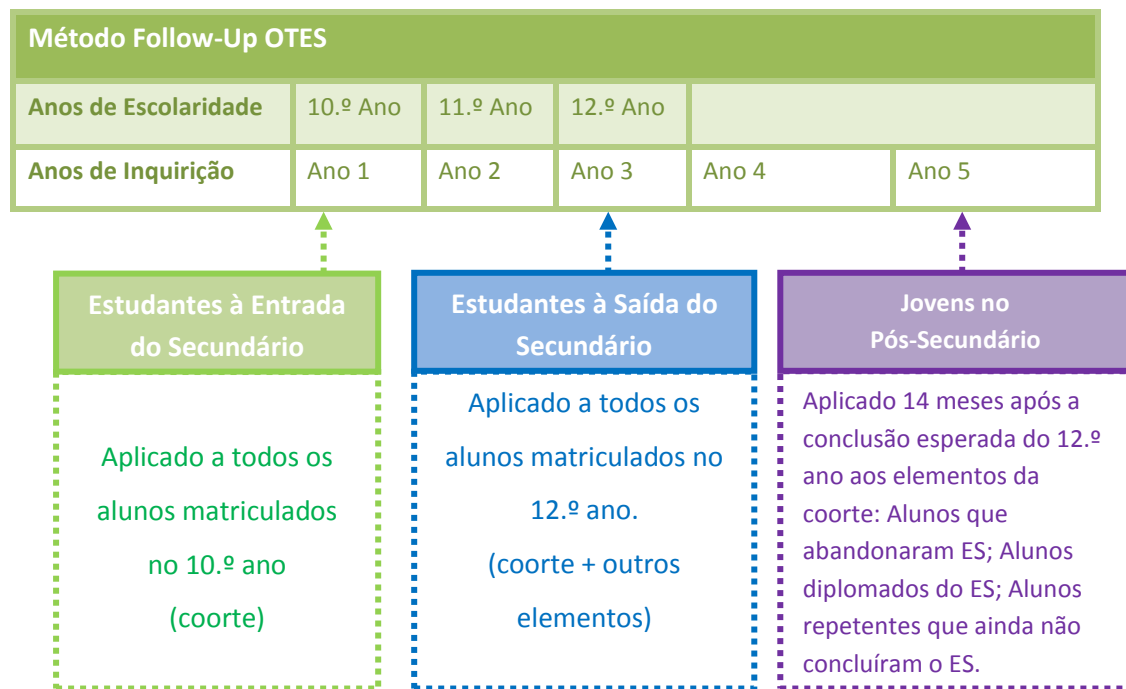 Método Follow-Up OTES
Anos de Escolaridade 10.º Ano 11.º Ano 12.º Ano
Anos de Inquirição Ano 1 Ano 2 Ano 3 Ano 4 Ano 5
Estudantes à Entrada
do Secundário
Aplicado a todos os
alunos matriculados
no 10.º ano
(coorte)
Estudantes à Saída do
Secundário
Aplicado a todos os
alunos matriculados no
12.º ano.
(coorte + outros
elementos)
Jovens no
Pós-Secundário
Aplicado 14 meses após a
conclusão esperada do 12.º
ano aos elementos da
coorte: Alunos que
abandonaram ES; Alunos
diplomados do ES; Alunos
repetentes que ainda não
concluíram o ES.